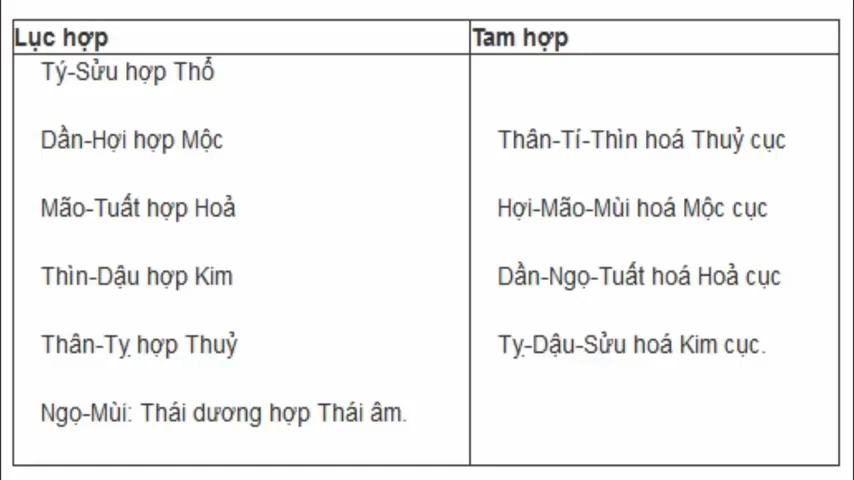 Lục hợp
Tý-Sửu hợp Thổ
Dần-Hợi hợp Mộc
Mão-Tuất hợp Hoả
Thìn-Dậu hợp Kim
Thân-Tỵ hợp Thuỷ
Ngọ-Mùi: Thái dương hợp Thái âm.
Tam hợp
Thân-Tí-Thìn hoá Thuỷ cục
Hợi-Mão-Mùi hoá Mộc cục
Dần-Ngọ-Tuất hoá Hoả cục
Tỵ-Dậu-Sửu hoá Kim cục.